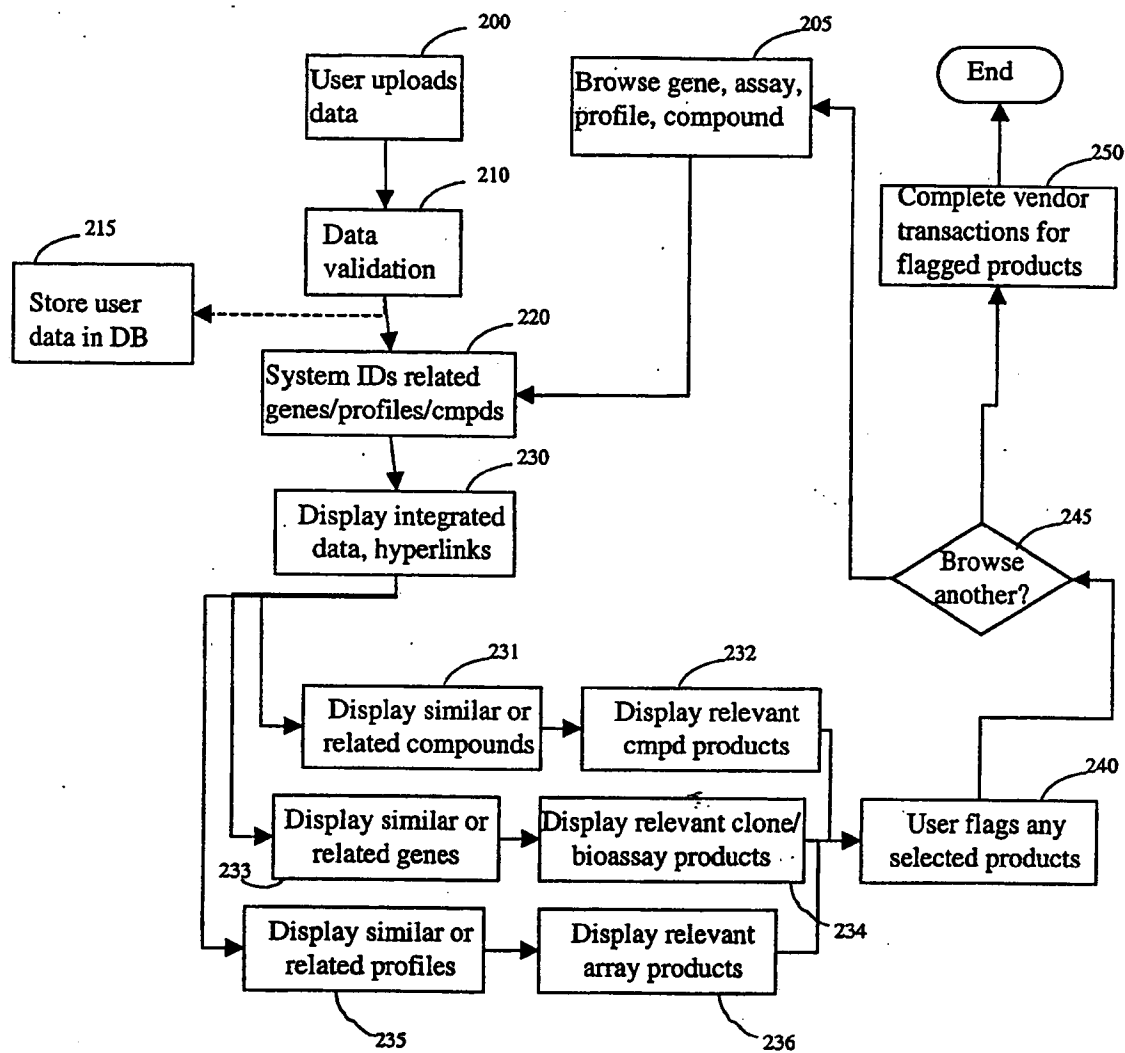 200
User uploads
data
205
Browse gene, assay,
profile, compound
End
210
Data
validation
250
Complete vendor
transactions for
flagged products
215
Store user
data in DB
220
System IDs related
genes/profiles/cmpds
230
Display integrated
data, hyperlinks
245
Browse
another?
231
Display similar or
related compounds
232
Display relevant
cmpd products
233
Display similar or
related genes
234
Display relevant clone/
bioassay products
240
User flags any
selected products
235
Display similar or
related profiles
236
Display relevant
array products